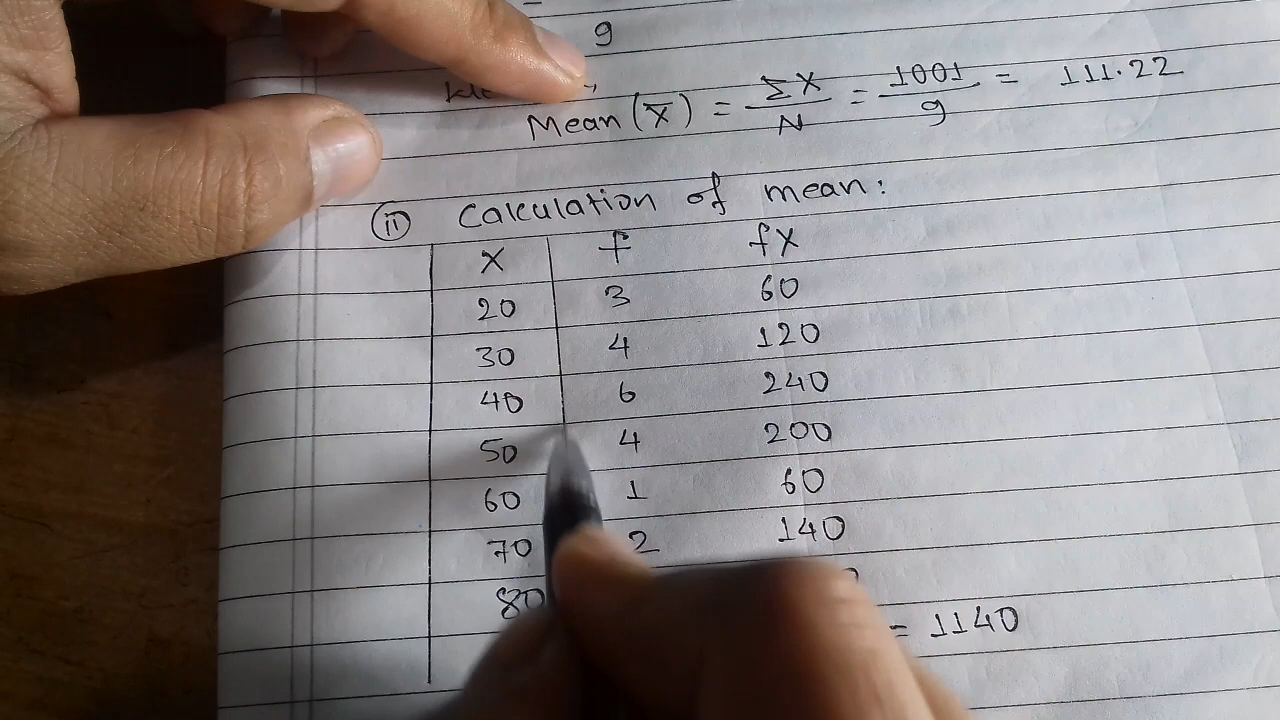 9
Mean (x̄) = ΣX/N = 1001/9 = 111.22
(ii) Calculation of mean:
X f fX
20 3 60
30 4 120
40 6 240
50 4 200
60 1 60
70 2 140
80
= 1140